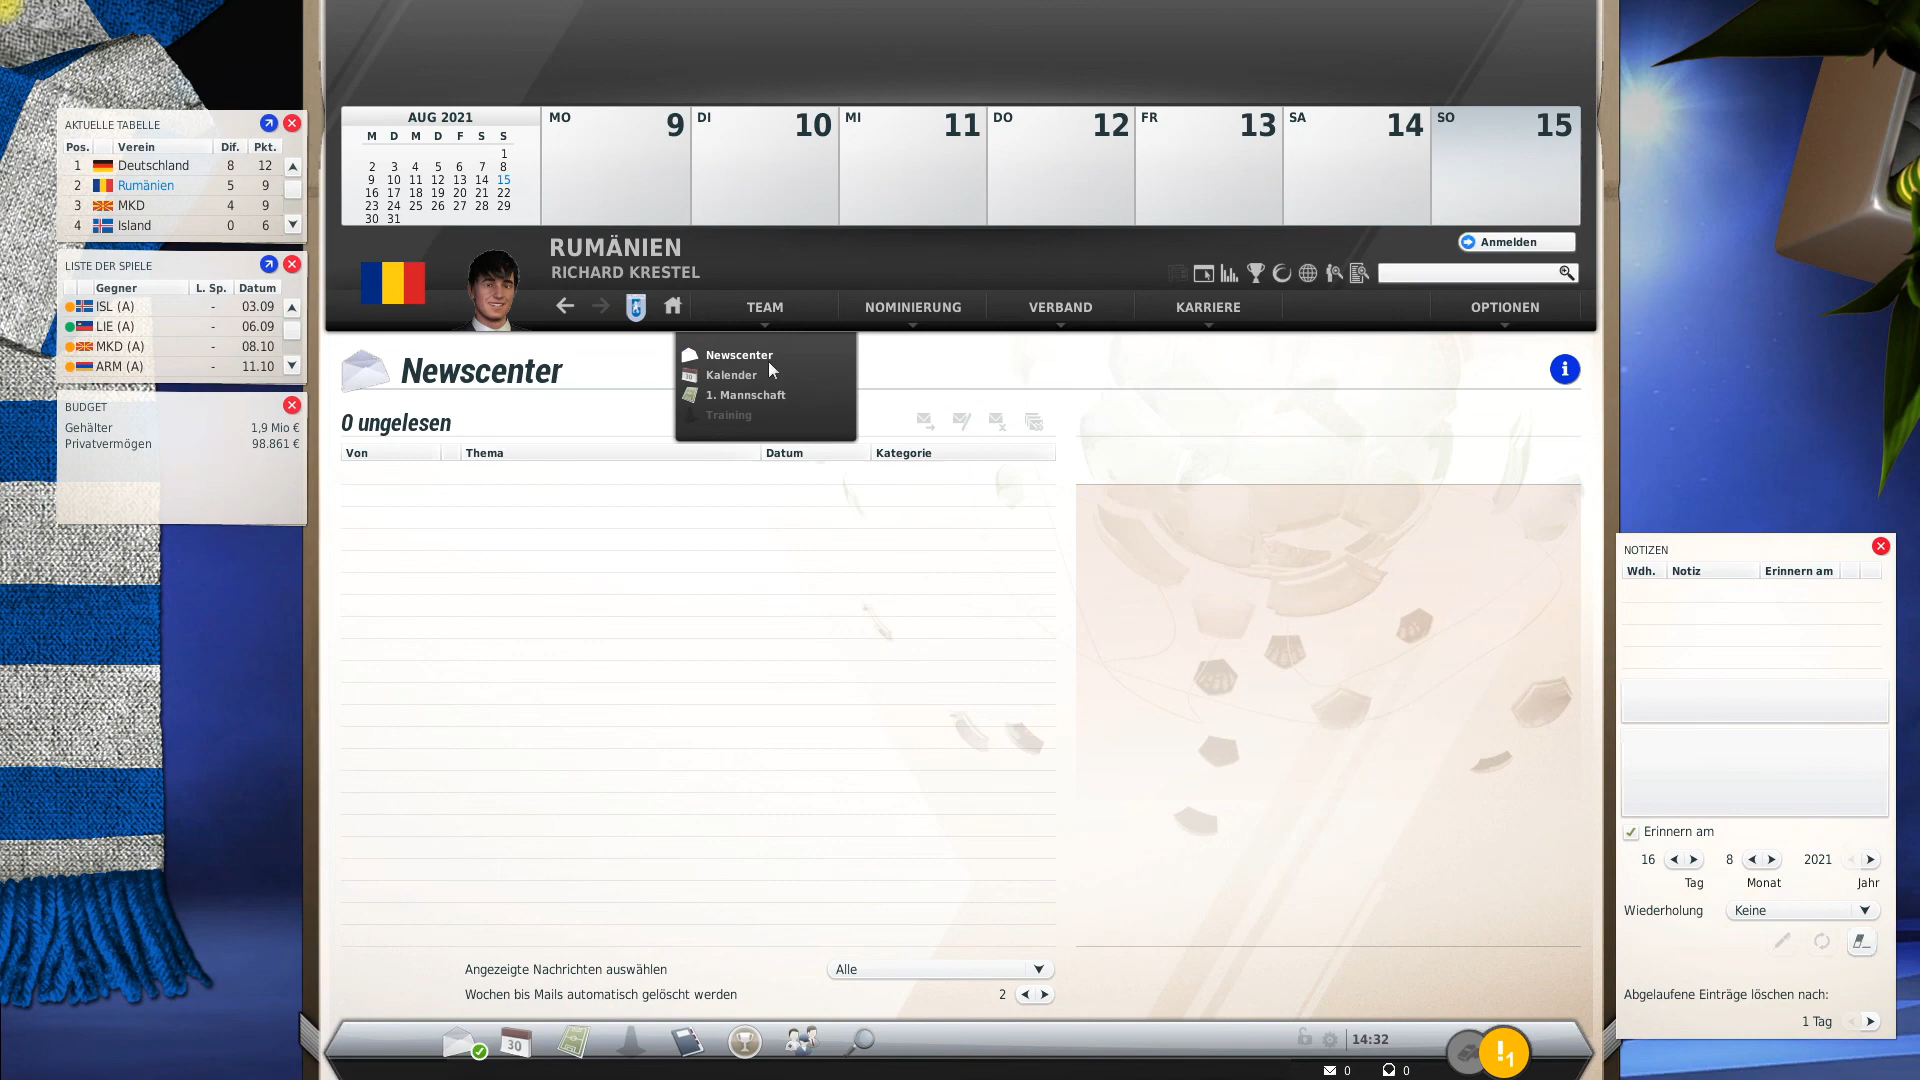 AUG 2021
M D M D F S S
1
2 3 4 5 6 7 8
9 10 11 12 13 14 15
16 17 18 19 20 21 22
23 24 25 26 27 28 29
30 31
MO 9 DI 10 MI 11 DO 12 FR 13 SA 14 SO 15
AKTUELLE TABELLE
Pos. Verein Dif. Pkt.
1 Deutschland 8 12
2 Rumänien 5 9
3 MKD 4 9
4 Island 0 6
LISTE DER SPIELE
Gegner L. Sp. Datum
ISL (A) - 03.09
LIE (A) - 06.09
MKD (A) - 08.10
ARM (A) - 11.10
BUDGET
Gehälter 1,9 Mio €
Privatvermögen 98.861 €
RUMÄNIEN
RICHARD KRESTEL
Anmelden
TEAM NOMINIERUNG VERBAND KARRIERE OPTIONEN
Newscenter
Kalender
1. Mannschaft
Training
Newscenter
0 ungelesen
Von Thema Datum Kategorie
Angezeigte Nachrichten auswählen Alle
Wochen bis Mails automatisch gelöscht werden 2
NOTIZEN
Wdh. Notiz Erinnern am
Erinnern am
16 8 2021
Tag Monat Jahr
Wiederholung Keine
Abgelaufene Einträge löschen nach:
1 Tag
30
14:32
!1
0 0